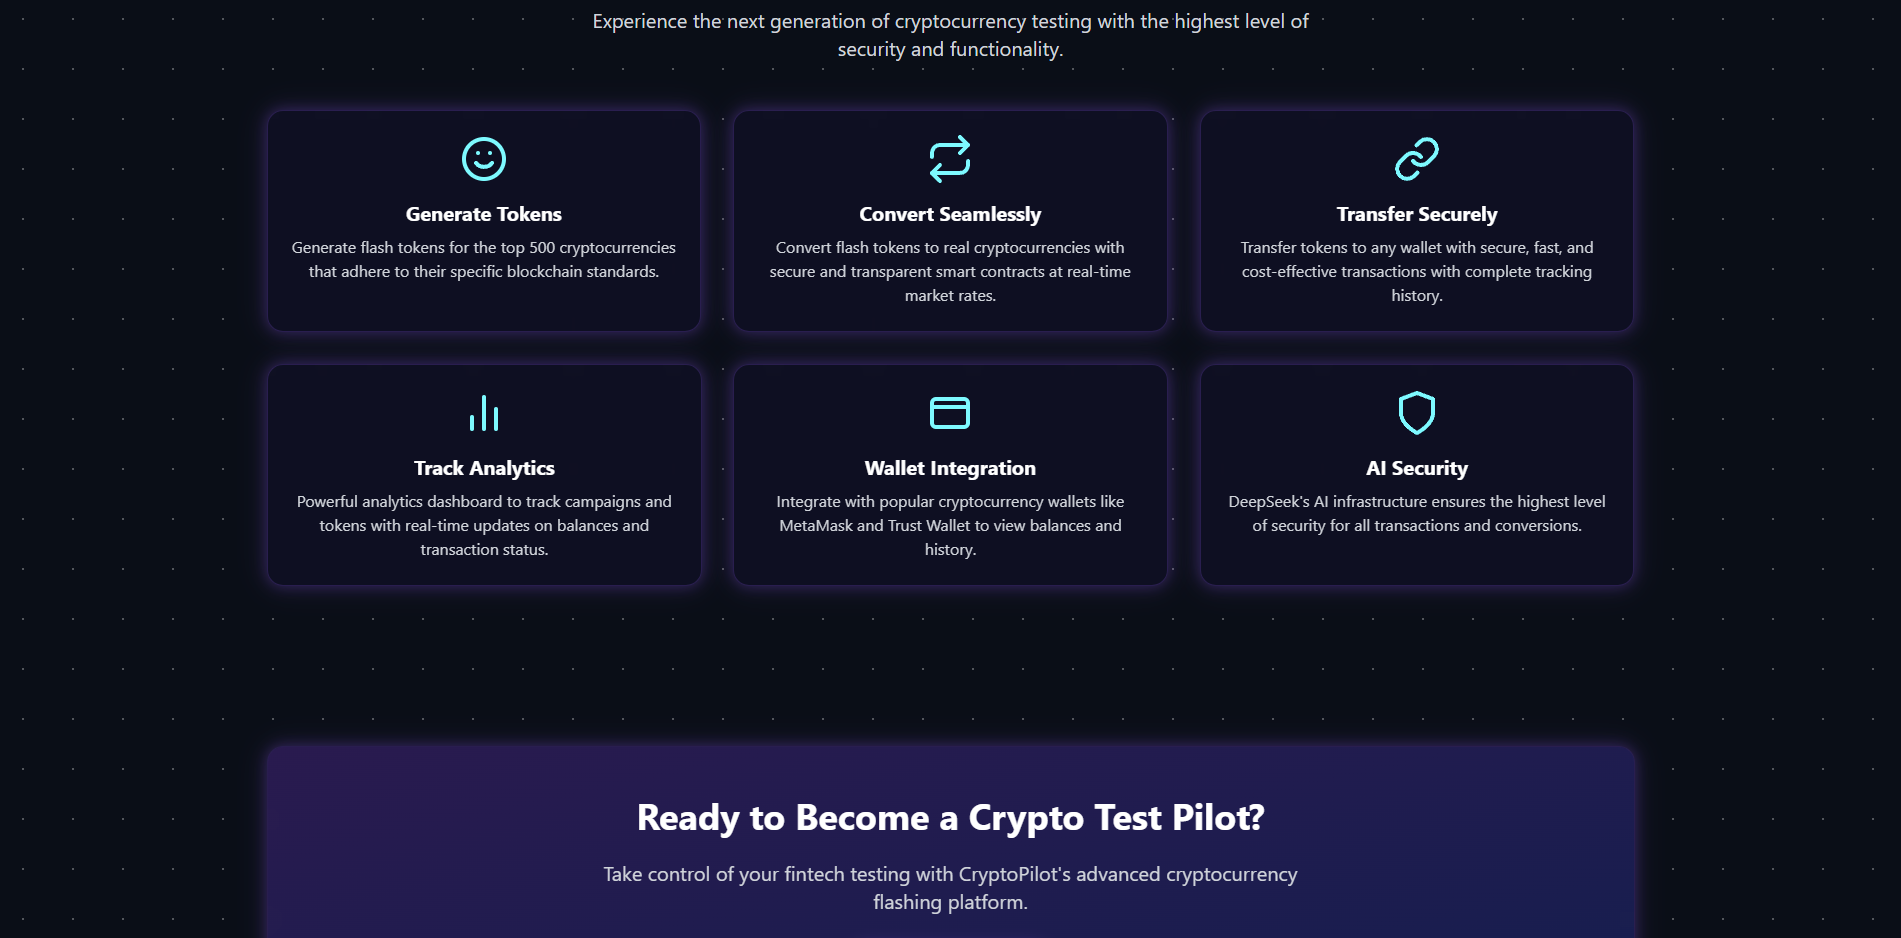 Experience the next generation of cryptocurrency testing with the highest level of
security and functionality.
Generate Tokens
Generate flash tokens for the top 500 cryptocurrencies
that adhere to their specific blockchain standards.
Convert Seamlessly
Convert flash tokens to real cryptocurrencies with
secure and transparent smart contracts at real-time
market rates.
Transfer Securely
Transfer tokens to any wallet with secure, fast, and
cost-effective transactions with complete tracking
history.
Track Analytics
Powerful analytics dashboard to track campaigns and
tokens with real-time updates on balances and
transaction status.
Wallet Integration
Integrate with popular cryptocurrency wallets like
MetaMask and Trust Wallet to view balances and
history.
AI Security
DeepSeek's AI infrastructure ensures the highest level
of security for all transactions and conversions.
Ready to Become a Crypto Test Pilot?
Take control of your fintech testing with CryptoPilot's advanced cryptocurrency
flashing platform.